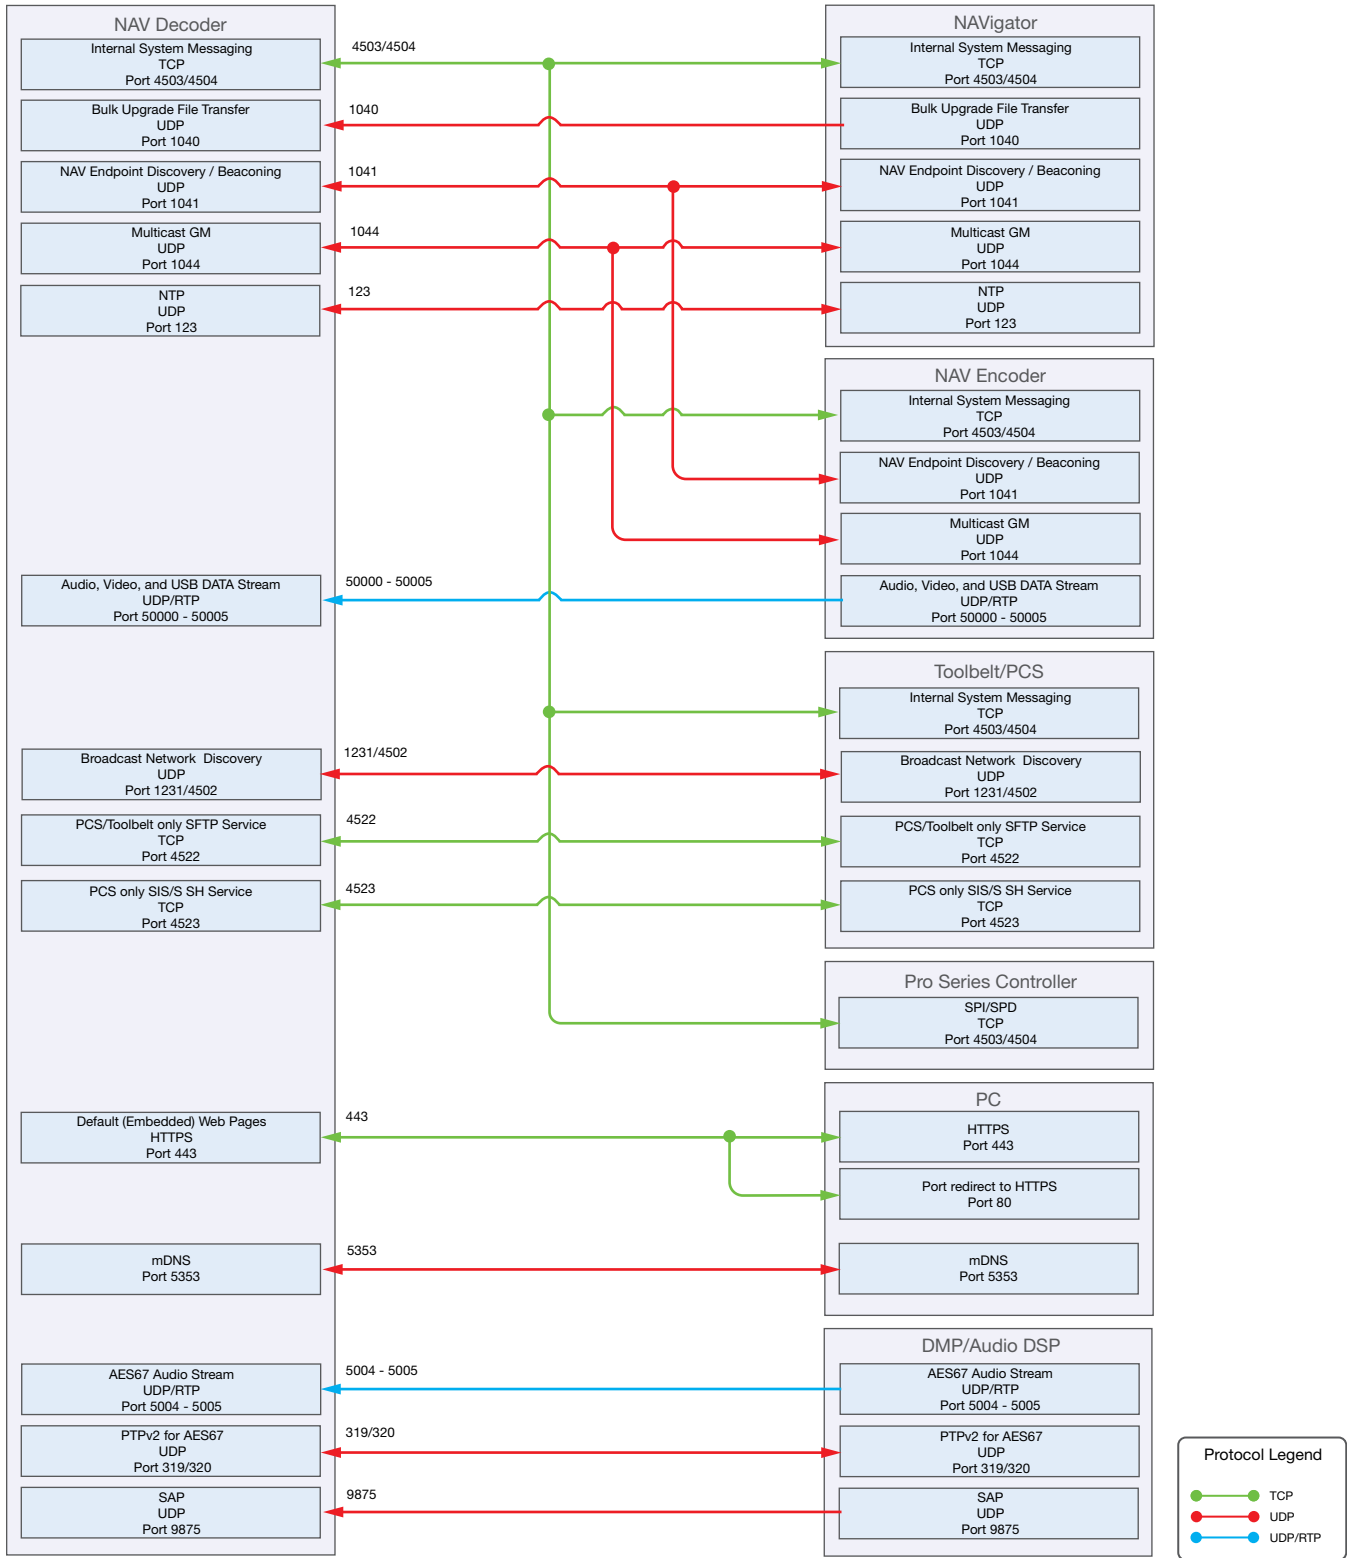 NAV Decoder
Internal System Messaging
TCP
Port 4503/4504
Bulk Upgrade File Transfer
UDP
Port 1040
NAV Endpoint Discovery / Beaconing
UDP
Port 1041
Multicast GM
UDP
Port 1044
NTP
UDP
Port 123
Audio, Video, and USB DATA Stream
UDP/RTP
Port 50000 - 50005
Broadcast Network  Discovery
UDP
Port 1231/4502
PCS/Toolbelt only SFTP Service
TCP
Port 4522
PCS only SIS/S SH Service
TCP
Port 4523
Default (Embedded) Web Pages
HTTPS
Port 443
mDNS
Port 5353
AES67 Audio Stream
UDP/RTP
Port 5004 - 5005
PTPv2 for AES67
UDP
Port 319/320
SAP
UDP
Port 9875
4503/4504
1040
1041
1044
123
50000 - 50005
1231/4502
4522
4523
443
5353
5004 - 5005
319/320
9875
NAVigator
Internal System Messaging
TCP
Port 4503/4504
Bulk Upgrade File Transfer
UDP
Port 1040
NAV Endpoint Discovery / Beaconing
UDP
Port 1041
Multicast GM
UDP
Port 1044
NTP
UDP
Port 123
NAV Encoder
Internal System Messaging
TCP
Port 4503/4504
NAV Endpoint Discovery / Beaconing
UDP
Port 1041
Multicast GM
UDP
Port 1044
Audio, Video, and USB DATA Stream
UDP/RTP
Port 50000 - 50005
Toolbelt/PCS
Internal System Messaging
TCP
Port 4503/4504
Broadcast Network  Discovery
UDP
Port 1231/4502
PCS/Toolbelt only SFTP Service
TCP
Port 4522
PCS only SIS/S SH Service
TCP
Port 4523
Pro Series Controller
SPI/SPD
TCP
Port 4503/4504
PC
HTTPS
Port 443
Port redirect to HTTPS
Port 80
mDNS
Port 5353
DMP/Audio DSP
AES67 Audio Stream
UDP/RTP
Port 5004 - 5005
PTPv2 for AES67
UDP
Port 319/320
SAP
UDP
Port 9875
Protocol Legend
TCP
UDP
UDP/RTP